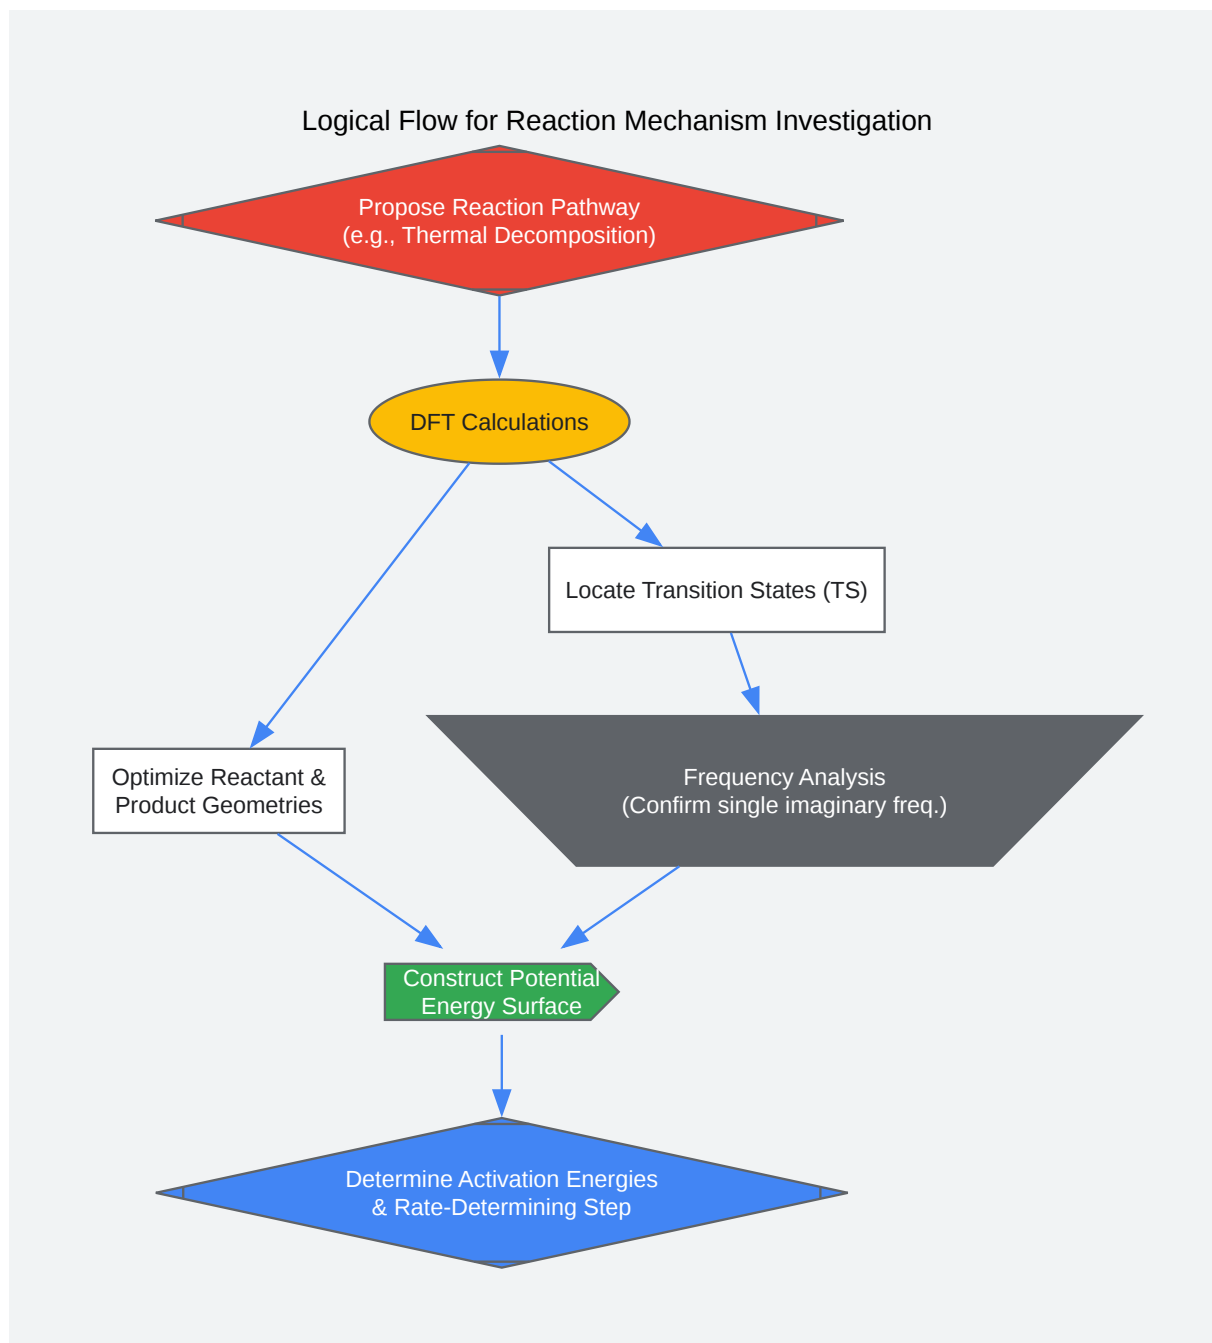 Logical Flow for Reaction Mechanism Investigation
Propose Reaction Pathway
(e.g., Thermal Decomposition)
DFT Calculations
Locate Transition States (TS)
Optimize Reactant &
Product Geometries
Frequency Analysis
(Confirm single imaginary freq.)
Construct Potential
Energy Surface
Determine Activation Energies
& Rate-Determining Step